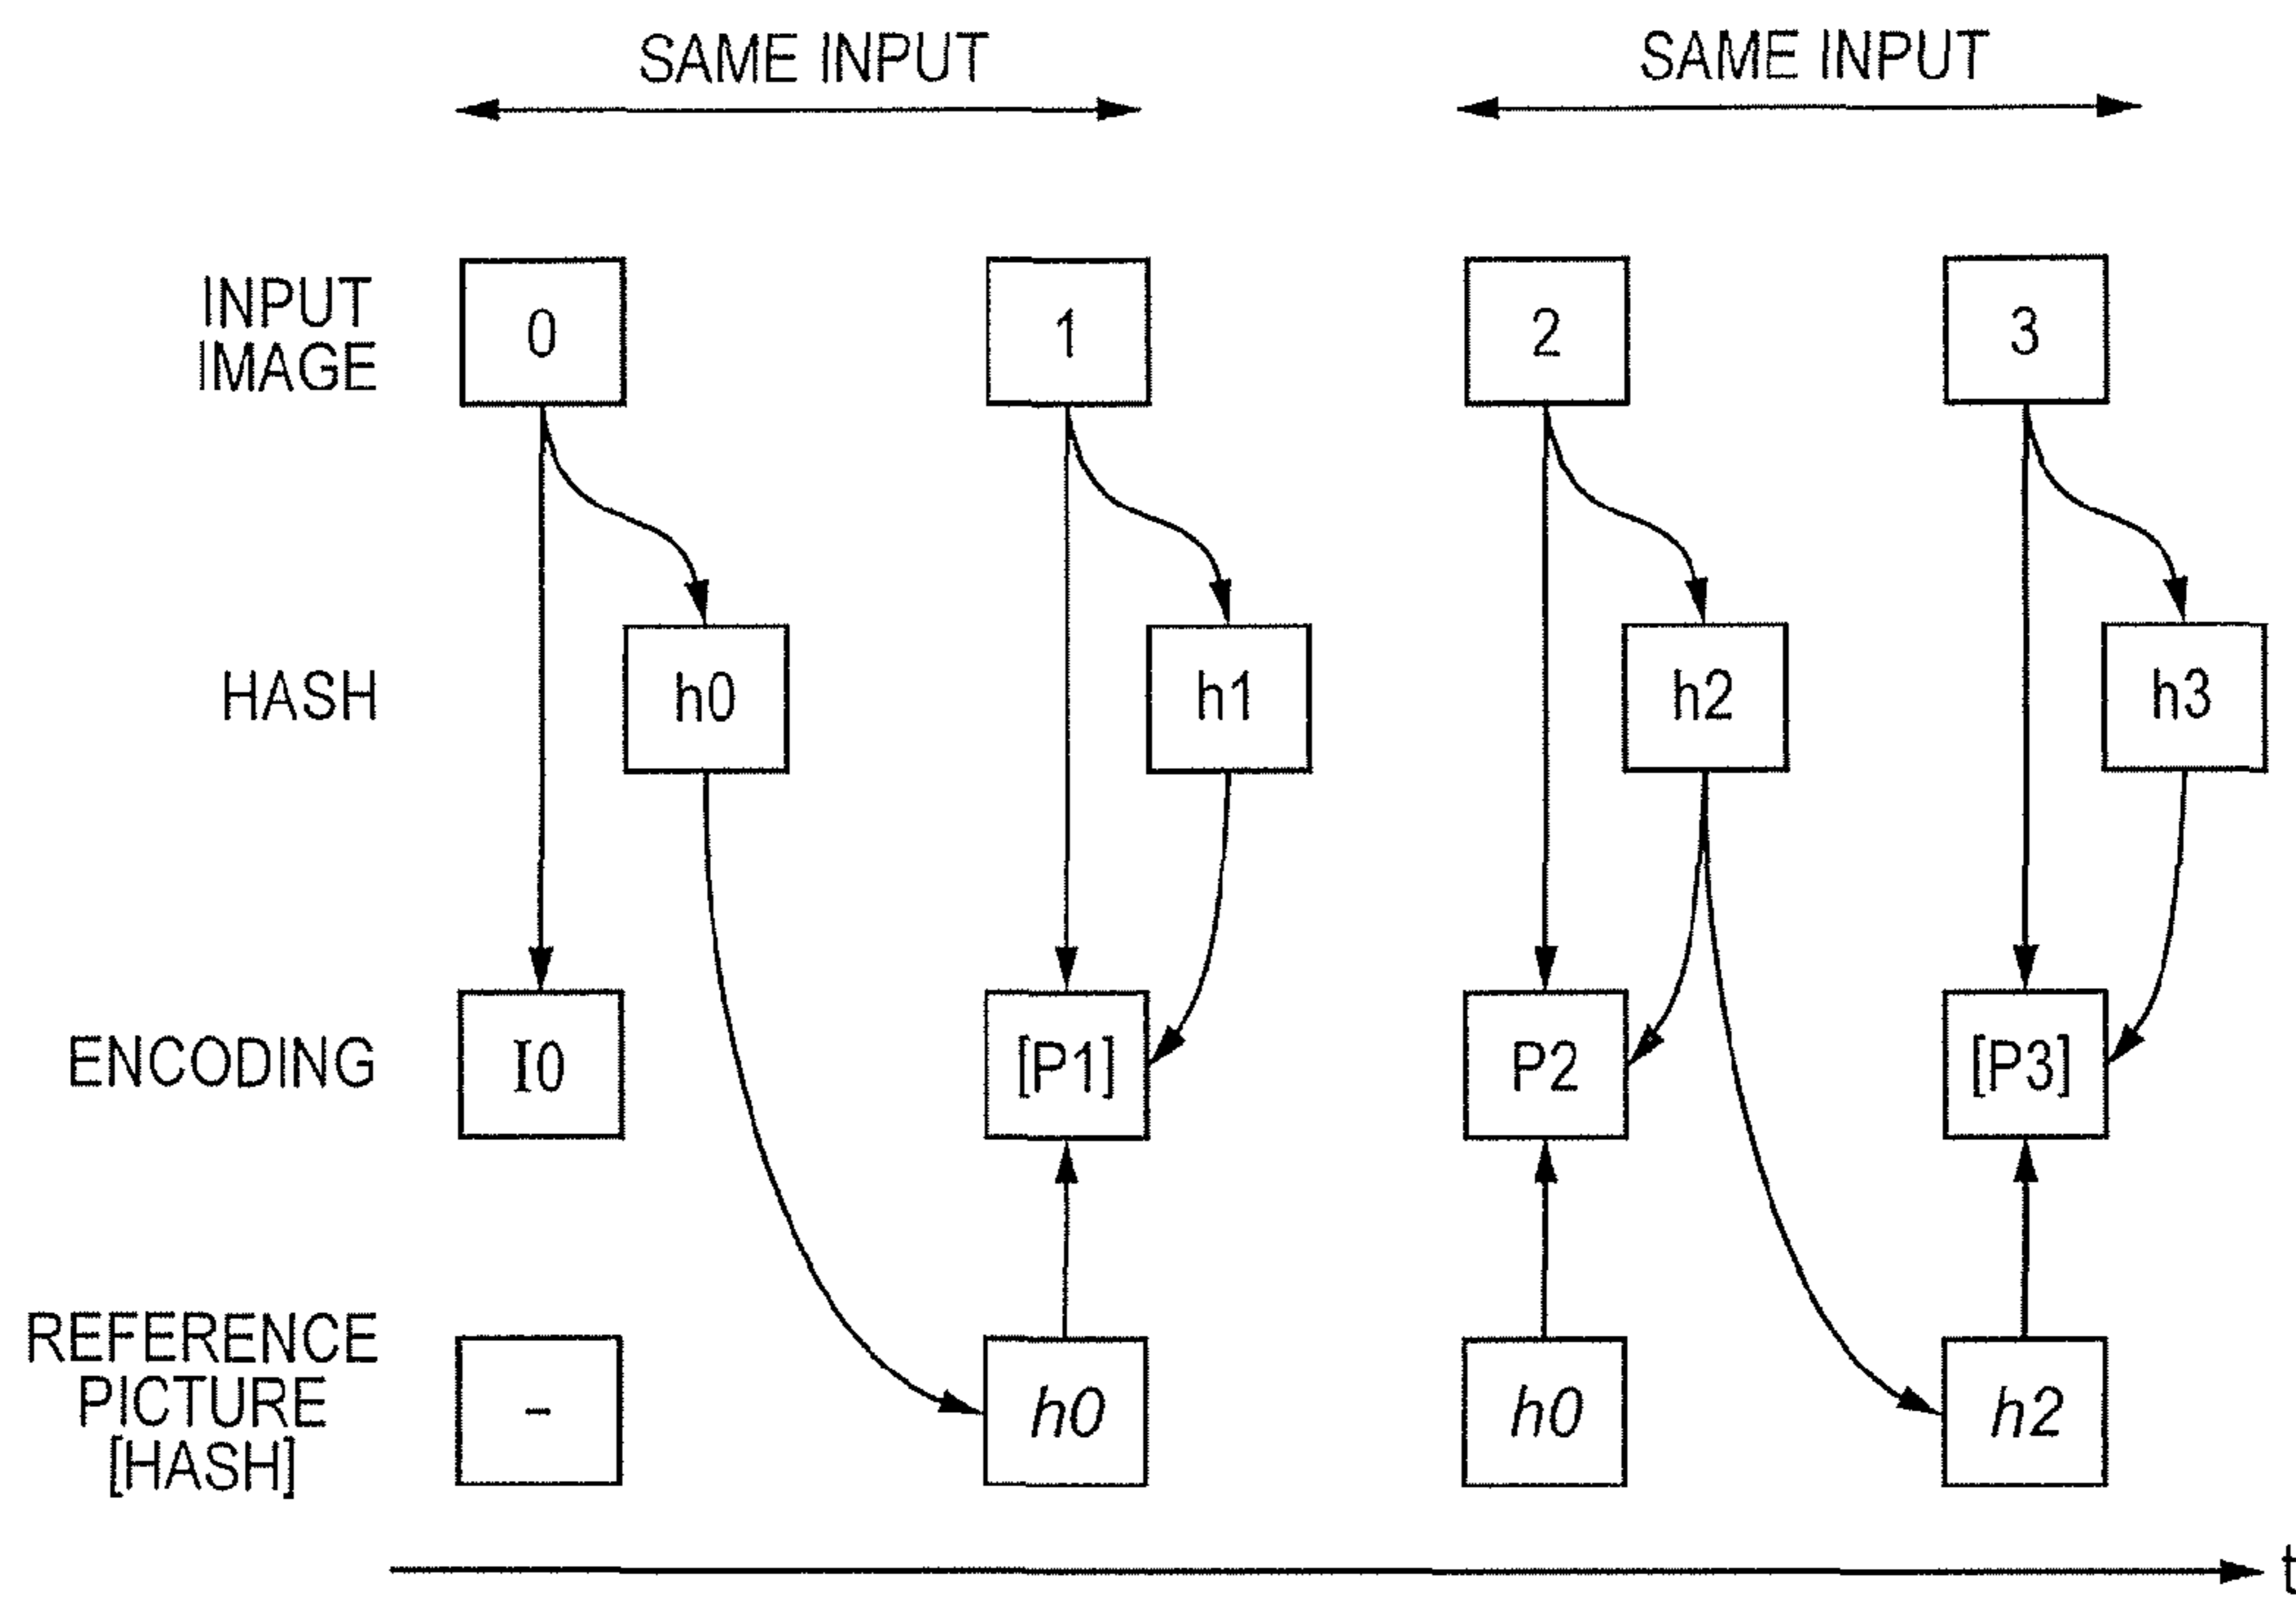 SAME INPUT
SAME INPUT
INPUT
IMAGE
0
1
2
3
HASH
h0
h1
h2
h3
ENCODING
I0
[P1]
P2
[P3]
REFERENCE
PICTURE
[HASH]
-
h0
h0
h2
t